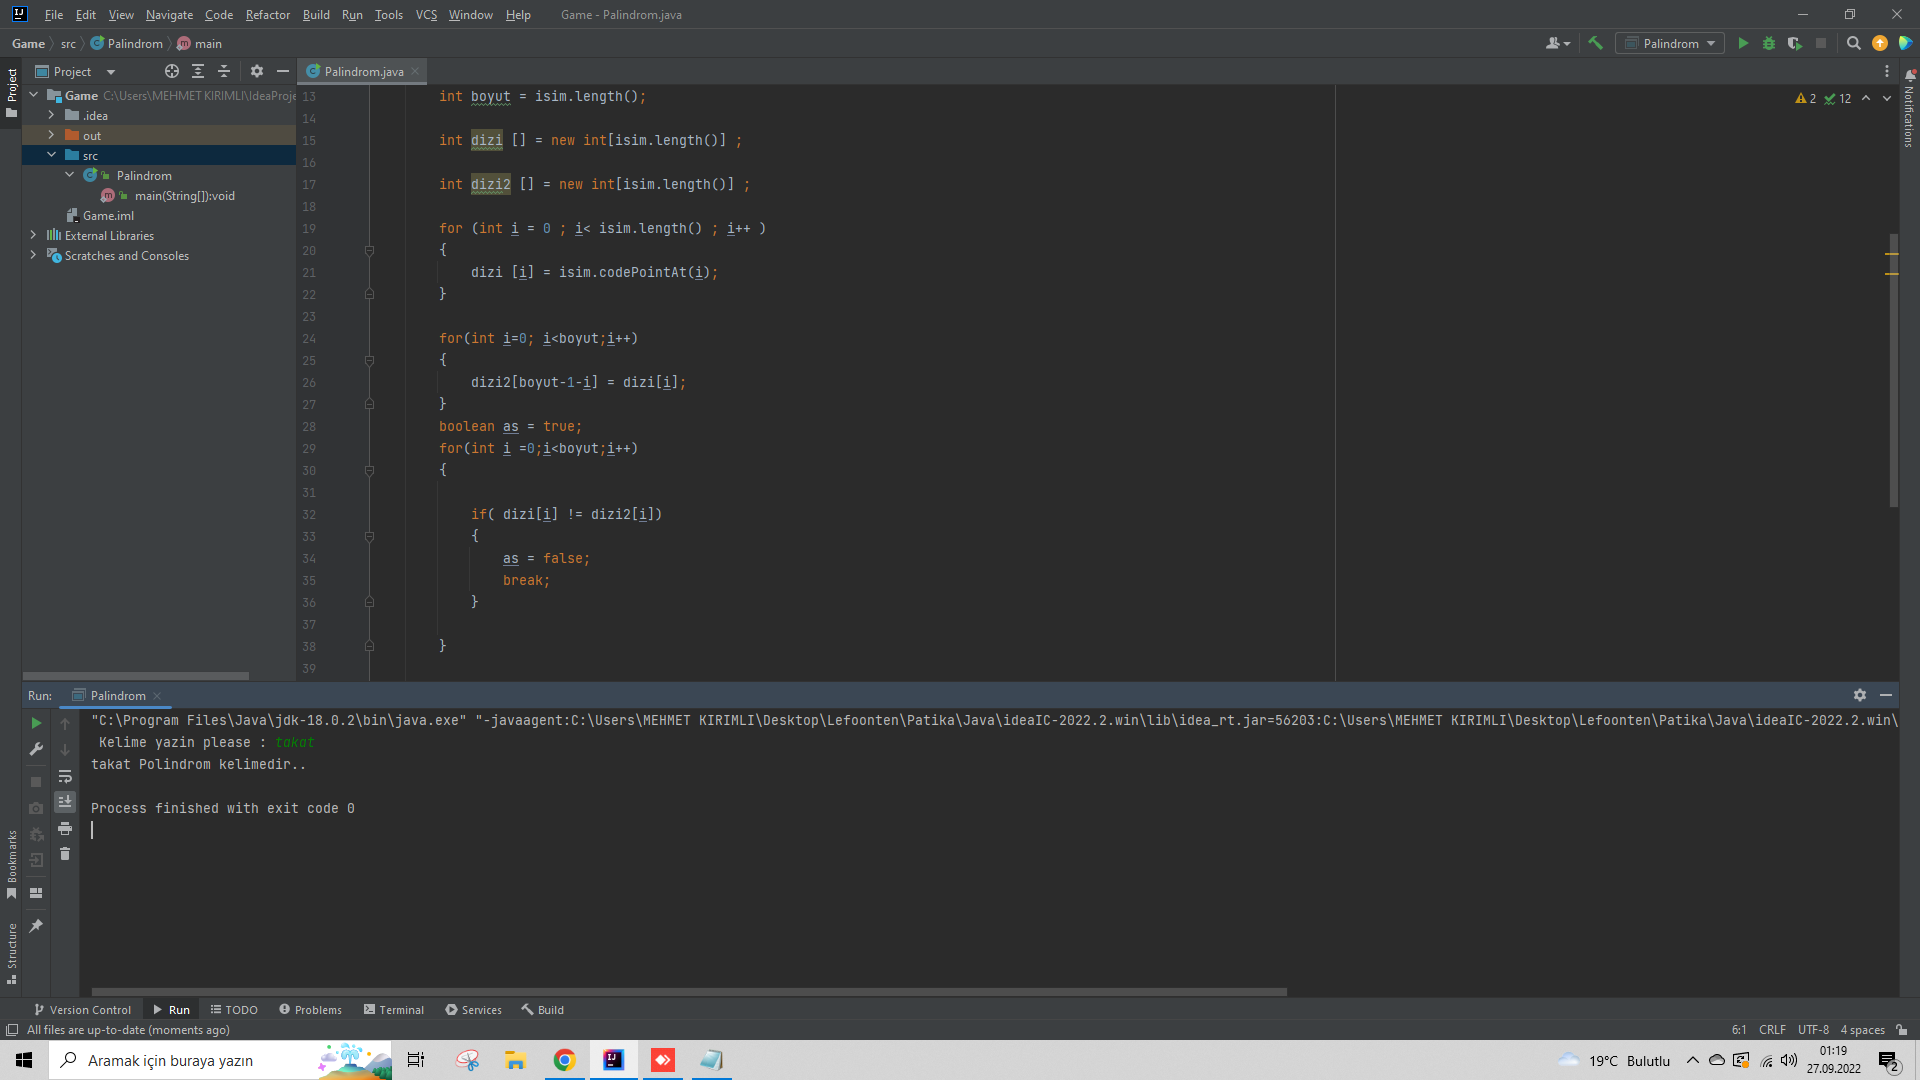 File Edit View Navigate Code Refactor Build Run Tools VCS Window Help Game - Palindrom.java
Game src Palindrom main
Palindrom
Project
Project
Palindrom.java
Notifications
Game C:\Users\MEHMET KIRIMLI\IdeaProje
.idea
out
src
Palindrom
main(String[]):void
Game.iml
External Libraries
Scratches and Consoles
2 12
13 int boyut = isim.length();
14
15 int dizi [] = new int[isim.length()] ;
16
17 int dizi2 [] = new int[isim.length()] ;
18
19 for (int i = 0 ; i< isim.length() ; i++ )
20 {
21 dizi [i] = isim.codePointAt(i);
22 }
23
24 for(int i=0; i<boyut;i++)
25 {
26 dizi2[boyut-1-i] = dizi[i];
27 }
28 boolean as = true;
29 for(int i =0;i<boyut;i++)
30 {
31
32 if( dizi[i] != dizi2[i])
33 {
34 as = false;
35 break;
36 }
37
38 }
39
Run: Palindrom
"C:\Program Files\Java\jdk-18.0.2\bin\java.exe" "-javaagent:C:\Users\MEHMET KIRIMLI\Desktop\Lefoonten\Patika\Java\ideaIC-2022.2.win\lib\idea_rt.jar=56203:C:\Users\MEHMET KIRIMLI\Desktop\Lefoonten\Patika\Java\ideaIC-2022.2.win\
Kelime yazin please : takat
takat Polindrom kelimedir..
Process finished with exit code 0
Bookmarks
Structure
Version Control Run TODO Problems Terminal Services Build
All files are up-to-date (moments ago)
6:1 CRLF UTF-8 4 spaces
Aramak için buraya yazın
19°C Bulutlu
01:19
27.09.2022
2